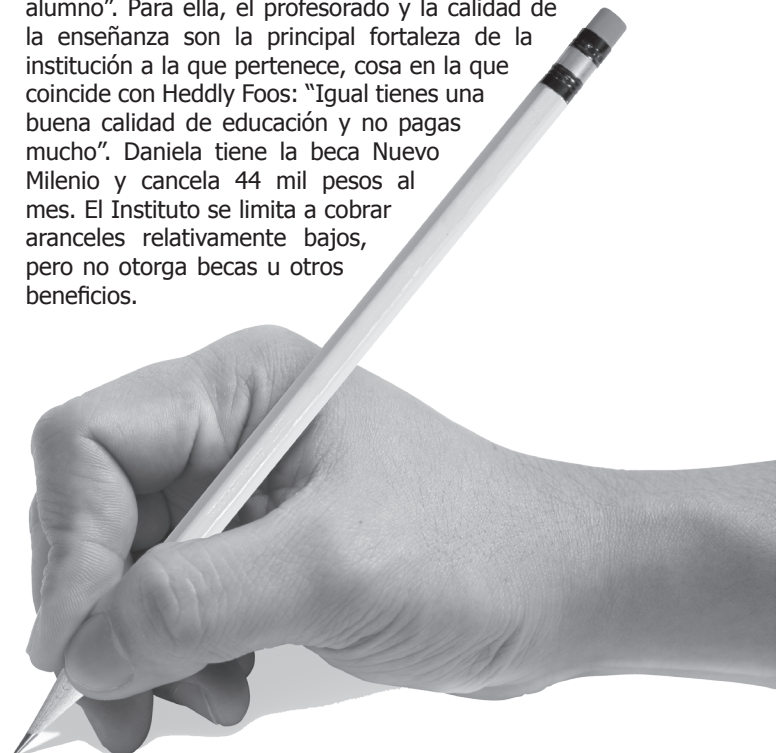 alumno”. Para ella, el profesorado y la calidad de
la enseñanza son la principal fortaleza de la
institución a la que pertenece, cosa en la que
coincide con Heddly Foos: “Igual tienes una
buena calidad de educación y no pagas
mucho”. Daniela tiene la beca Nuevo
Milenio y cancela 44 mil pesos al
mes. El Instituto se limita a cobrar
aranceles relativamente bajos,
pero no otorga becas u otros
beneficios.